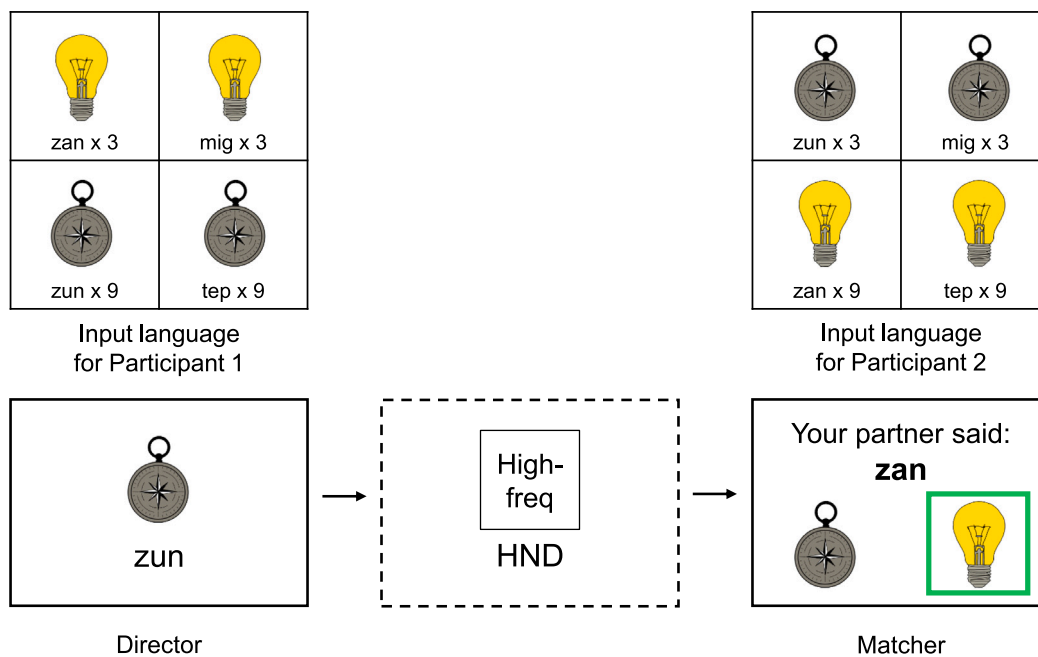 zan x 3
mig x 3
zun x 9
tep x 9
Input language
for Participant 1
zun x 3
mig x 3
zan x 9
tep x 9
Input language
for Participant 2
zun
Director
High-
freq
HND
Your partner said:
zan
Matcher